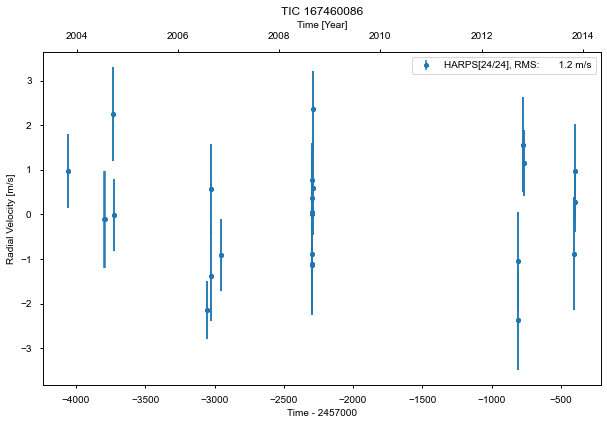 TIC 167460086
Time [Year]
2004 2006 2008 2010 2012 2014
HARPS[24/24], RMS: 1.2 m/s
Radial Velocity [m/s]
3
2
1
0
−1
−2
−3
−4000 −3500 −3000 −2500 −2000 −1500 −1000 −500
Time - 2457000